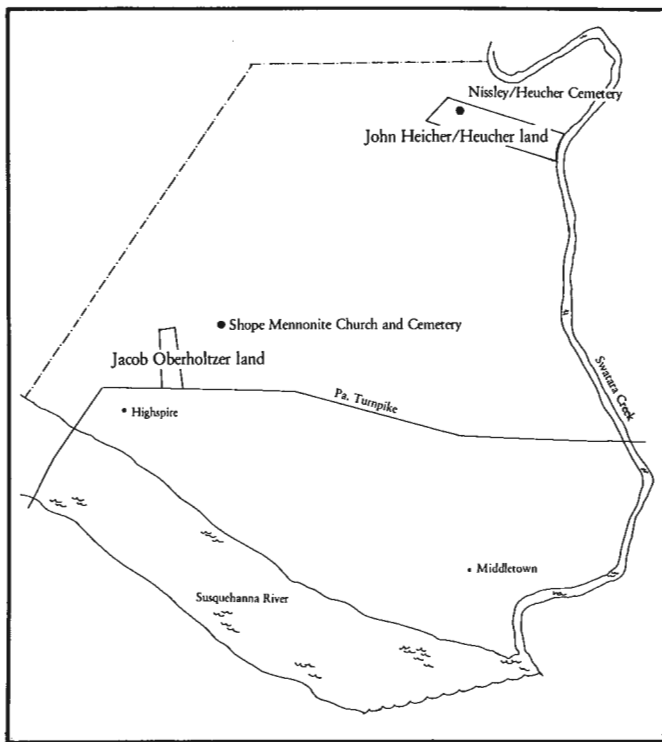 Nissley/Heucher Cemetery
John Heicher/Heucher land
Shope Mennonite Church and Cemetery
Jacob Oberholtzer land
Pa. Turnpike
Swatara Creek
Highspire
Middletown
Susquehanna River